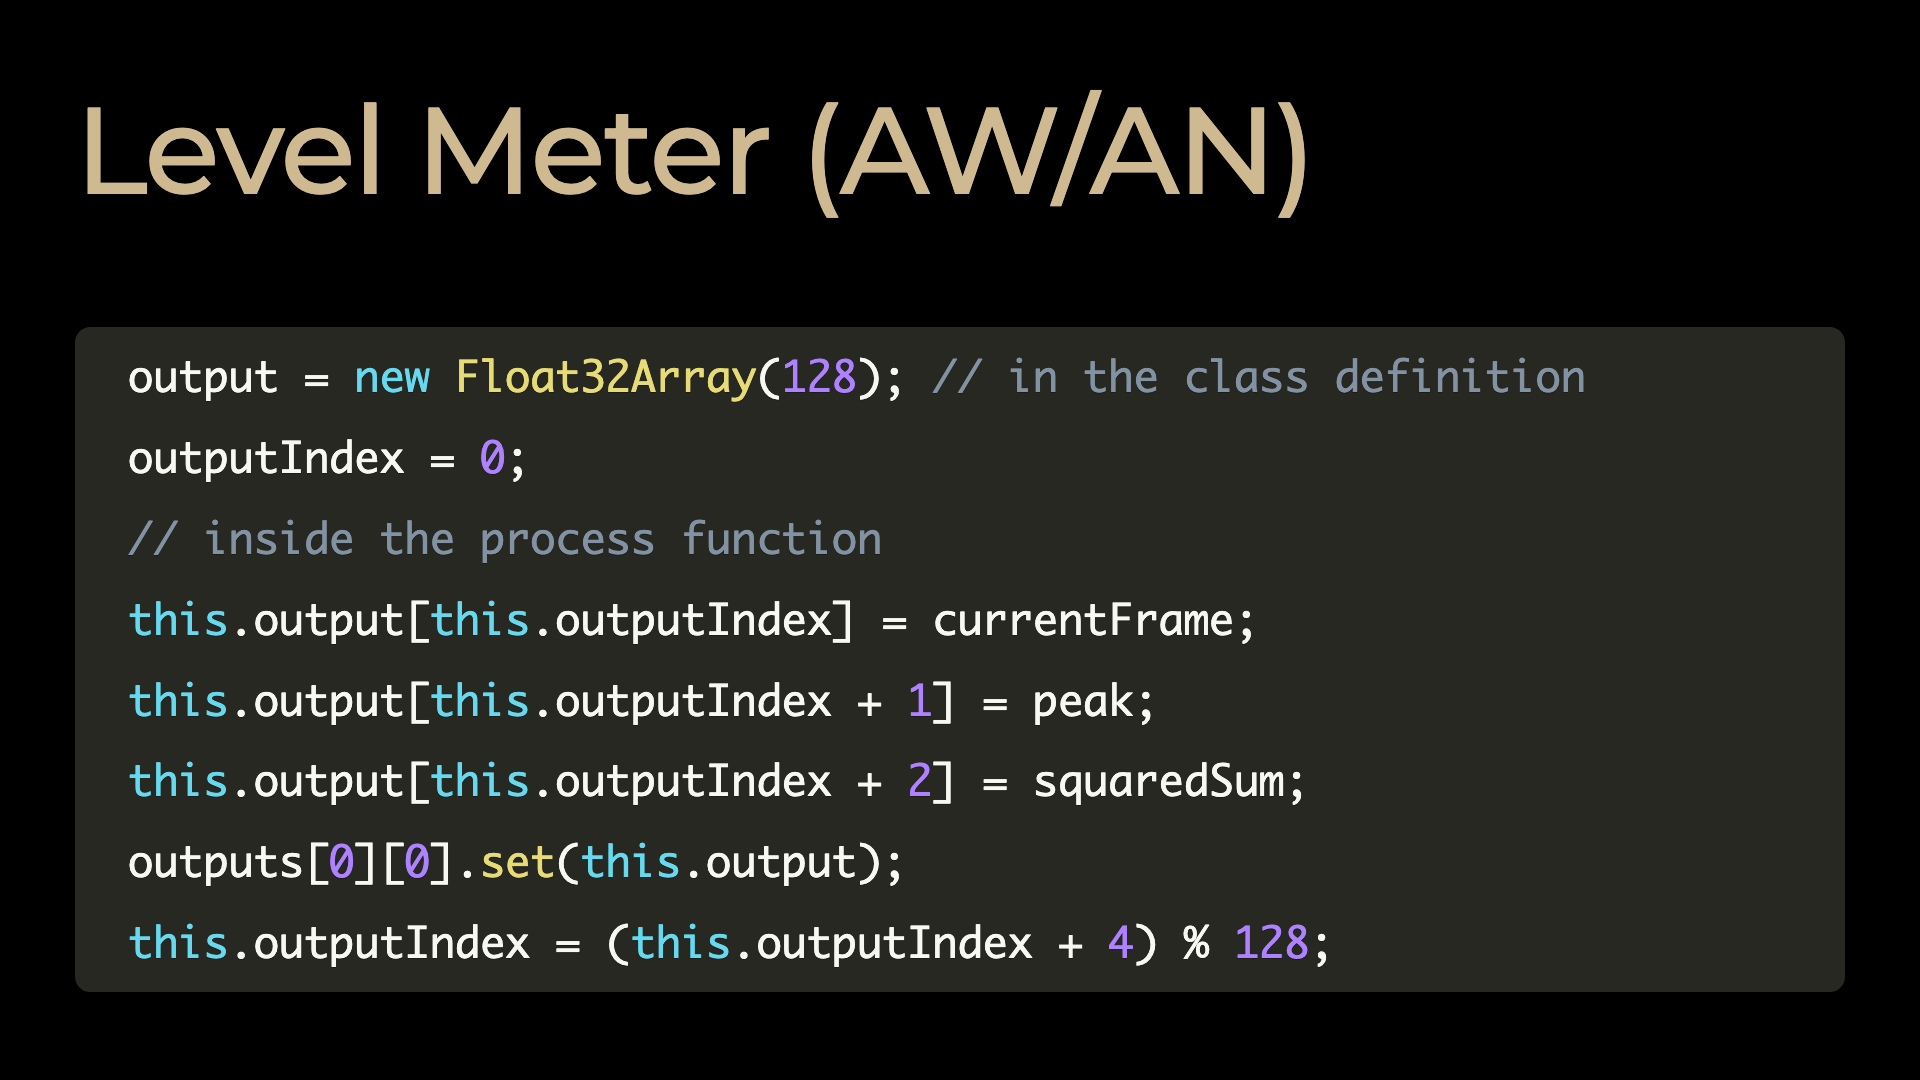 Level Meter (AW/AN)
output = new Float32Array(128); // in the class definition
outputIndex = 0;
// inside the process function
this.output[this.outputIndex] = currentFrame;
this.output[this.outputIndex + 1] = peak;
this.output[this.outputIndex + 2] = squaredSum;
outputs[0][0].set(this.output);
this.outputIndex = (this.outputIndex + 4) % 128;